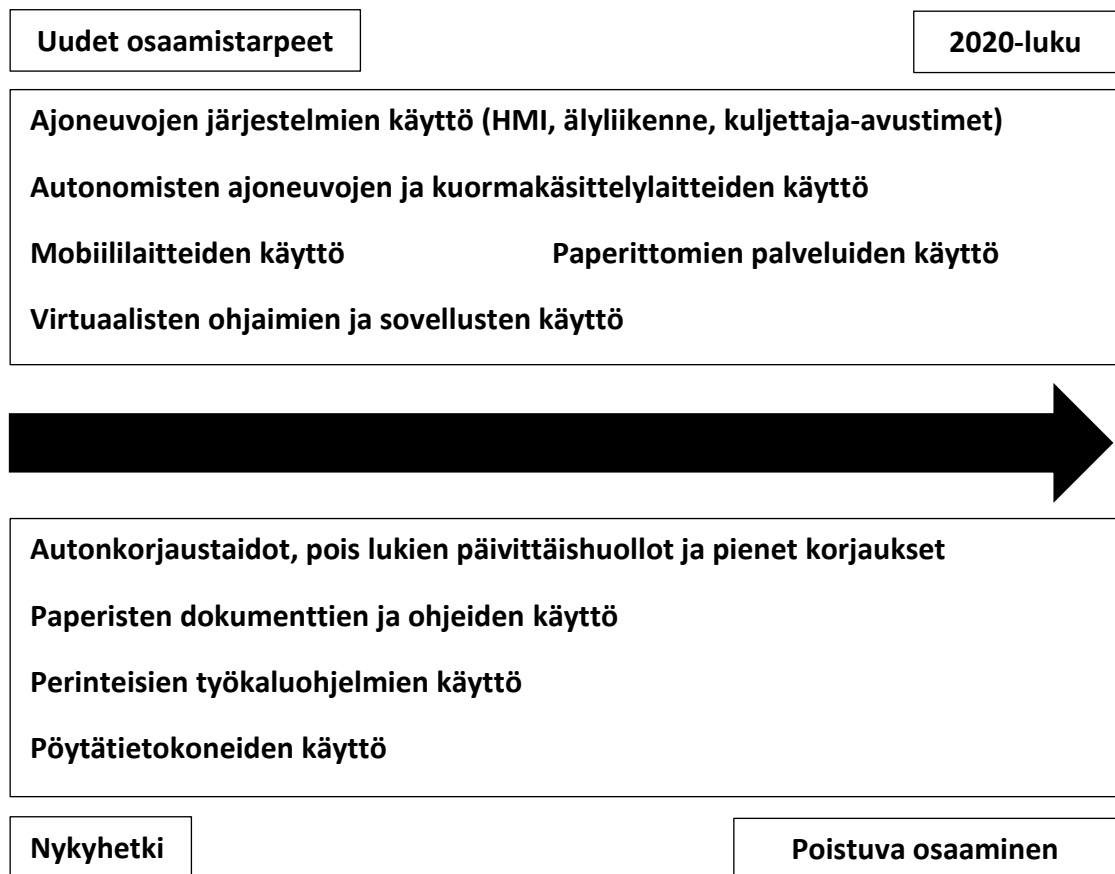 Uudet osaamistarpeet
2020-luku
Ajoneuvojen järjestelmien käyttö (HMI, älyliikenne, kuljettaja-avustimet)
Autonomisten ajoneuvojen ja kuormakäsittelylaitteiden käyttö
Mobiililaitteiden käyttö
Paperittomien palveluiden käyttö
Virtuaalisten ohjaimien ja sovellusten käyttö
Autonkorjaustaidot, pois lukien päivittäishuollot ja pienet korjaukset
Paperisten dokumenttien ja ohjeiden käyttö
Perinteisien työkaluohjelmien käyttö
Pöytätietokoneiden käyttö
Nykyhetki
Poistuva osaaminen